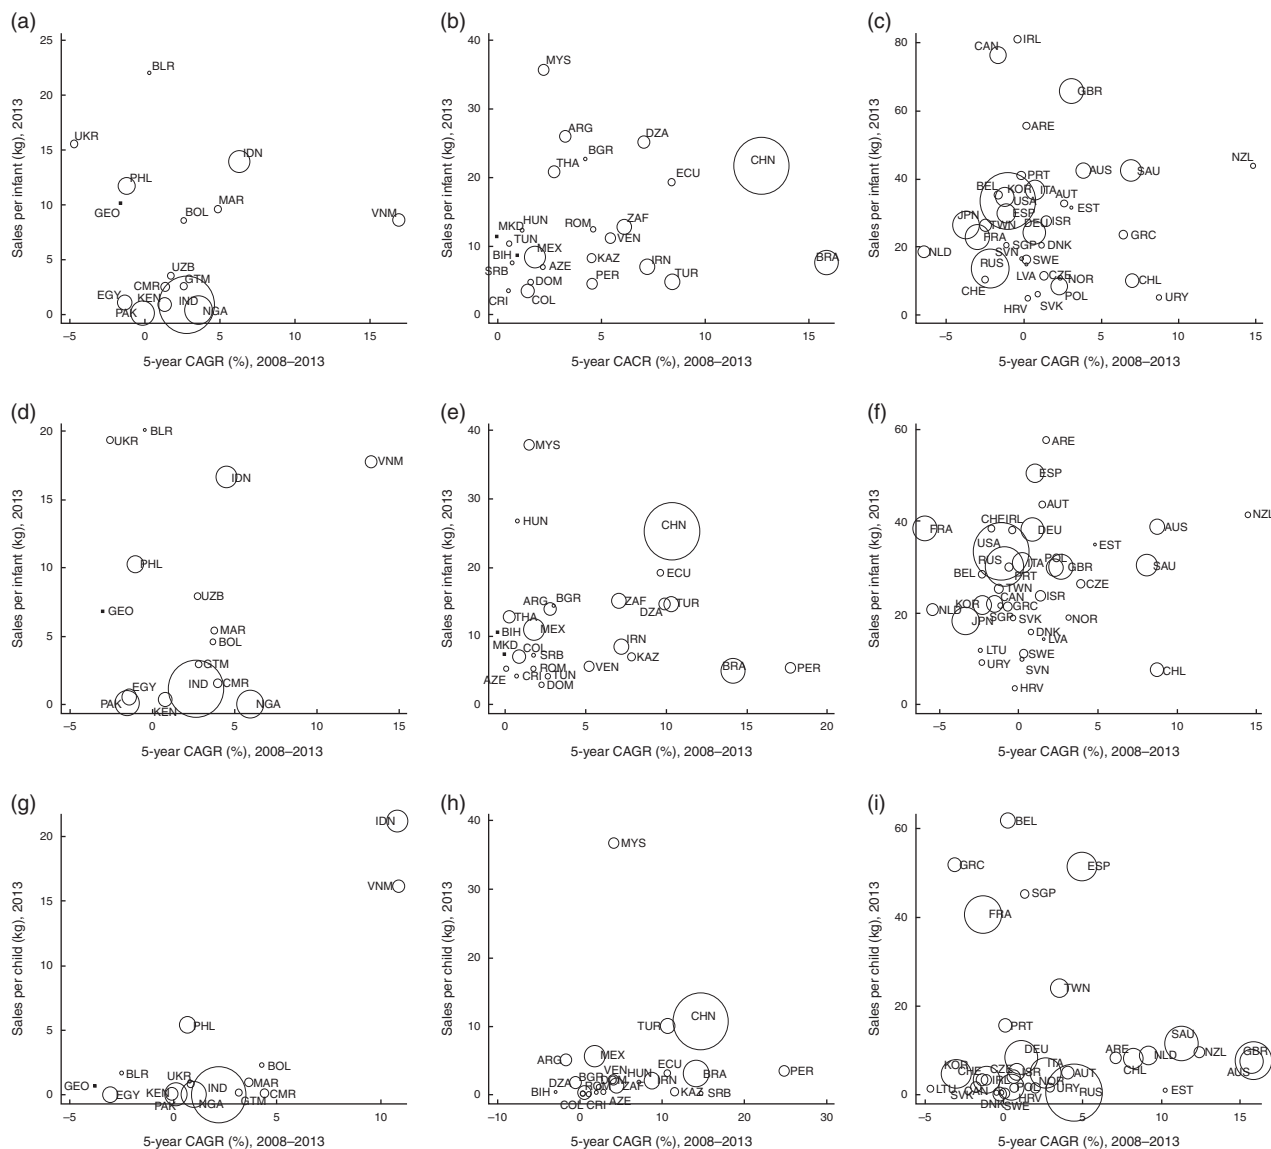 (a)
Sales per infant (kg), 2013
25
20
15
10
5
0
BLR
UKR
IDN
PHL
GEO
MAR
BOL
VNM
UZB
CMR
GTM
EGY
KEN
IND
PAK
NGA
−5
0
5
10
15
5-year CAGR (%), 2008–2013
(b)
Sales per infant (kg), 2013
40
30
20
10
0
MYS
ARG
DZA
BGR
THA
ECU
CHN
HUN
MKD
ROM
ZAF
TUN
VEN
BIH
MEX
SRB
AZE
KAZ
IRN
BRA
DOM
PER
TUR
CRI
COL
0
5
10
15
5-year CACR (%), 2008–2013
(c)
Sales per infant (kg), 2013
80
60
40
20
0
CAN
IRL
GBR
ARE
NZL
PRT
AUS
SAU
BEL
KOR
ITA
AUT
USA
EST
JPN
ESP
TWN
DEU
ISR
GRC
FRA
SGP
DNK
NLD
SVN
SWE
RUS
LVA
CZE
NOR
CHL
CHE
POL
HRV
SVK
URY
−5
0
5
10
15
5-year CAGR (%), 2008–2013
(d)
Sales per infant (kg), 2013
20
15
10
5
0
BLR
UKR
VNM
IDN
PHL
UZB
GEO
MAR
BOL
GTM
IND
CMR
EGY
PAK
KEN
NGA
−5
0
5
10
15
5-year CAGR (%), 2008–2013
(e)
Sales per infant (kg), 2013
40
30
20
10
0
MYS
HUN
CHN
ECU
ARG
BGR
ZAF
DZA
TUR
THA
BIH
MEX
MKD
COL
IRN
SRB
KAZ
AZE
ROM
VEN
BRA
PER
CRI
TUN
DOM
0
5
10
15
20
5-year CAGR (%), 2008–2013
(f)
Sales per infant (kg), 2013
60
40
20
0
ARE
ESP
AUT
NZL
FRA
CHE
IRL
DEU
AUS
USA
EST
RUS
ITA
POL
GBR
SAU
BEL
PRT
CZE
TWN
CAN
ISR
KOR
NLD
GRC
SGP
SVK
NOR
JPN
DNK
LVA
LTU
SWE
URY
SVN
CHL
HRV
−5
0
5
10
15
5-year CAGR (%), 2008–2013
(g)
Sales per child (kg), 2013
20
15
10
5
0
IDN
VNM
PHL
BOL
BLR
UKR
GEO
IND
MAR
EGY
KEN
CMR
PAK
NGA
GTM
0
5
10
5-year CAGR (%), 2008–2013
(h)
Sales per child (kg), 2013
40
30
20
10
0
MYS
CHN
TUR
ARG
MEX
ECU
VEN
BGR
HUN
BRA
PER
DZA
DOM
IRN
BIH
ROM
ZAF
KAZ
SRB
COL
CRI
AZE
−10
0
10
20
30
5-year CAGR (%), 2008–2013
(i)
Sales per child (kg), 2013
60
40
20
0
BEL
GRC
ESP
SGP
FRA
TWN
PRT
SAU
DEU
ARE
NLD
NZL
GBR
KOR
CZE
ITA
CHL
AUS
CHE
ISR
AUT
IRL
NOR
LTU
CAN
POL
URY
RUS
EST
SVK
HRV
DNK
SWE
−5
0
5
10
15
5-year CAGR (%), 2008–2013